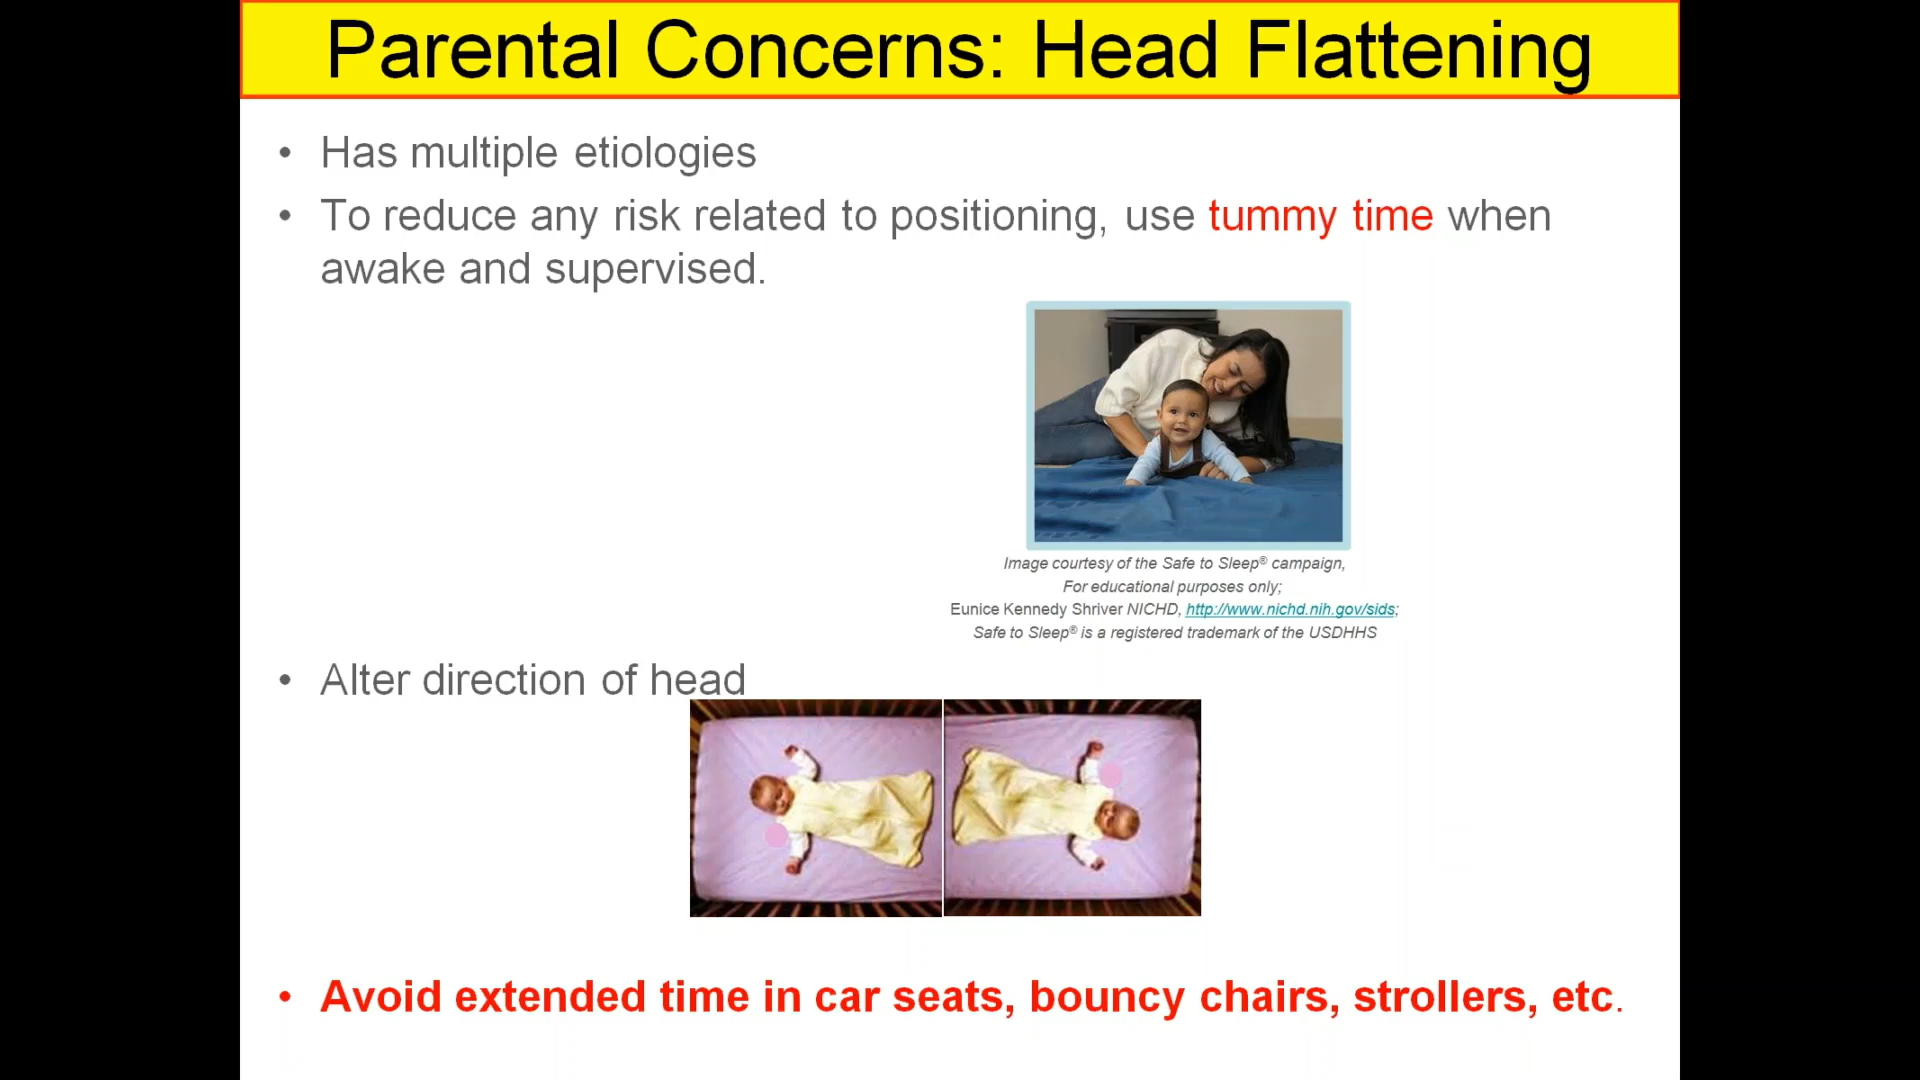 Parental Concerns: Head Flattening
• Has multiple etiologies
• To reduce any risk related to positioning, use tummy time when
awake and supervised.
Image courtesy of the Safe to Sleep® campaign,
For educational purposes only;
Eunice Kennedy Shriver NICHD, http://www.nichd.nih.gov/sids;
Safe to Sleep® is a registered trademark of the USDHHS
• Alter direction of head
• Avoid extended time in car seats, bouncy chairs, strollers, etc.